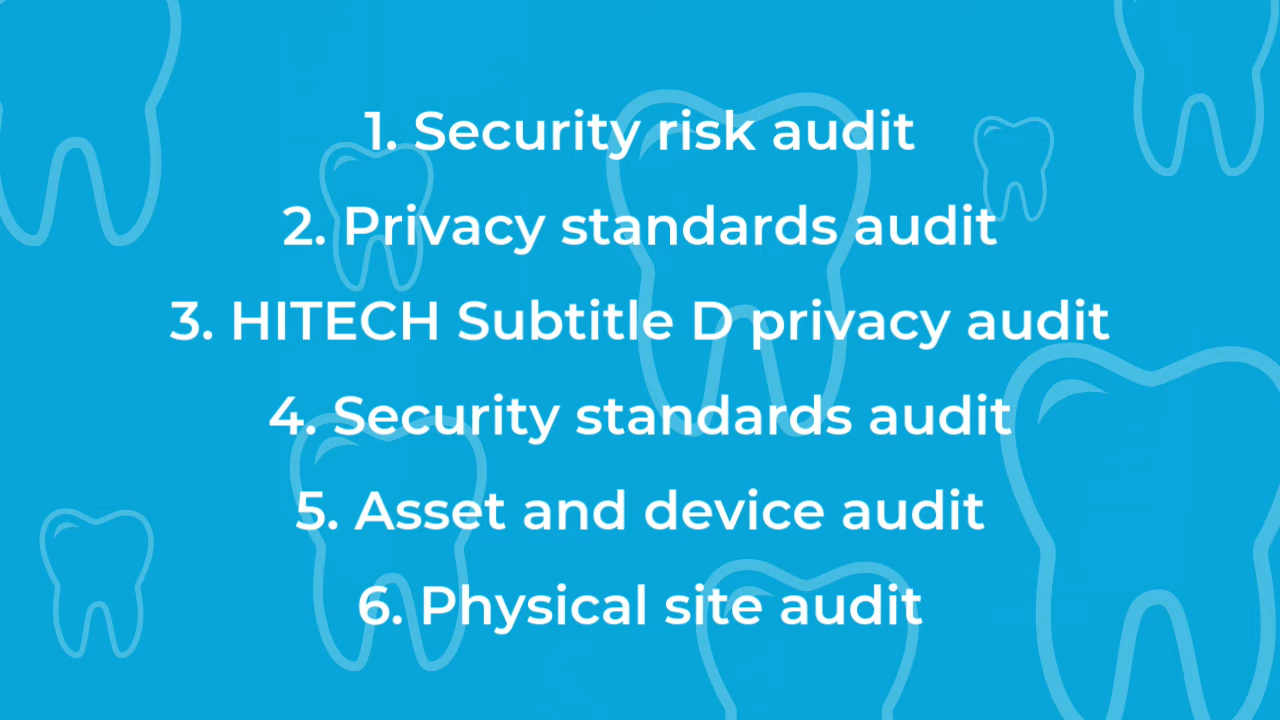 1. Security risk audit
2. Privacy standards audit
3. HITECH Subtitle D privacy audit
4. Security standards audit
5. Asset and device audit
6. Physical site audit